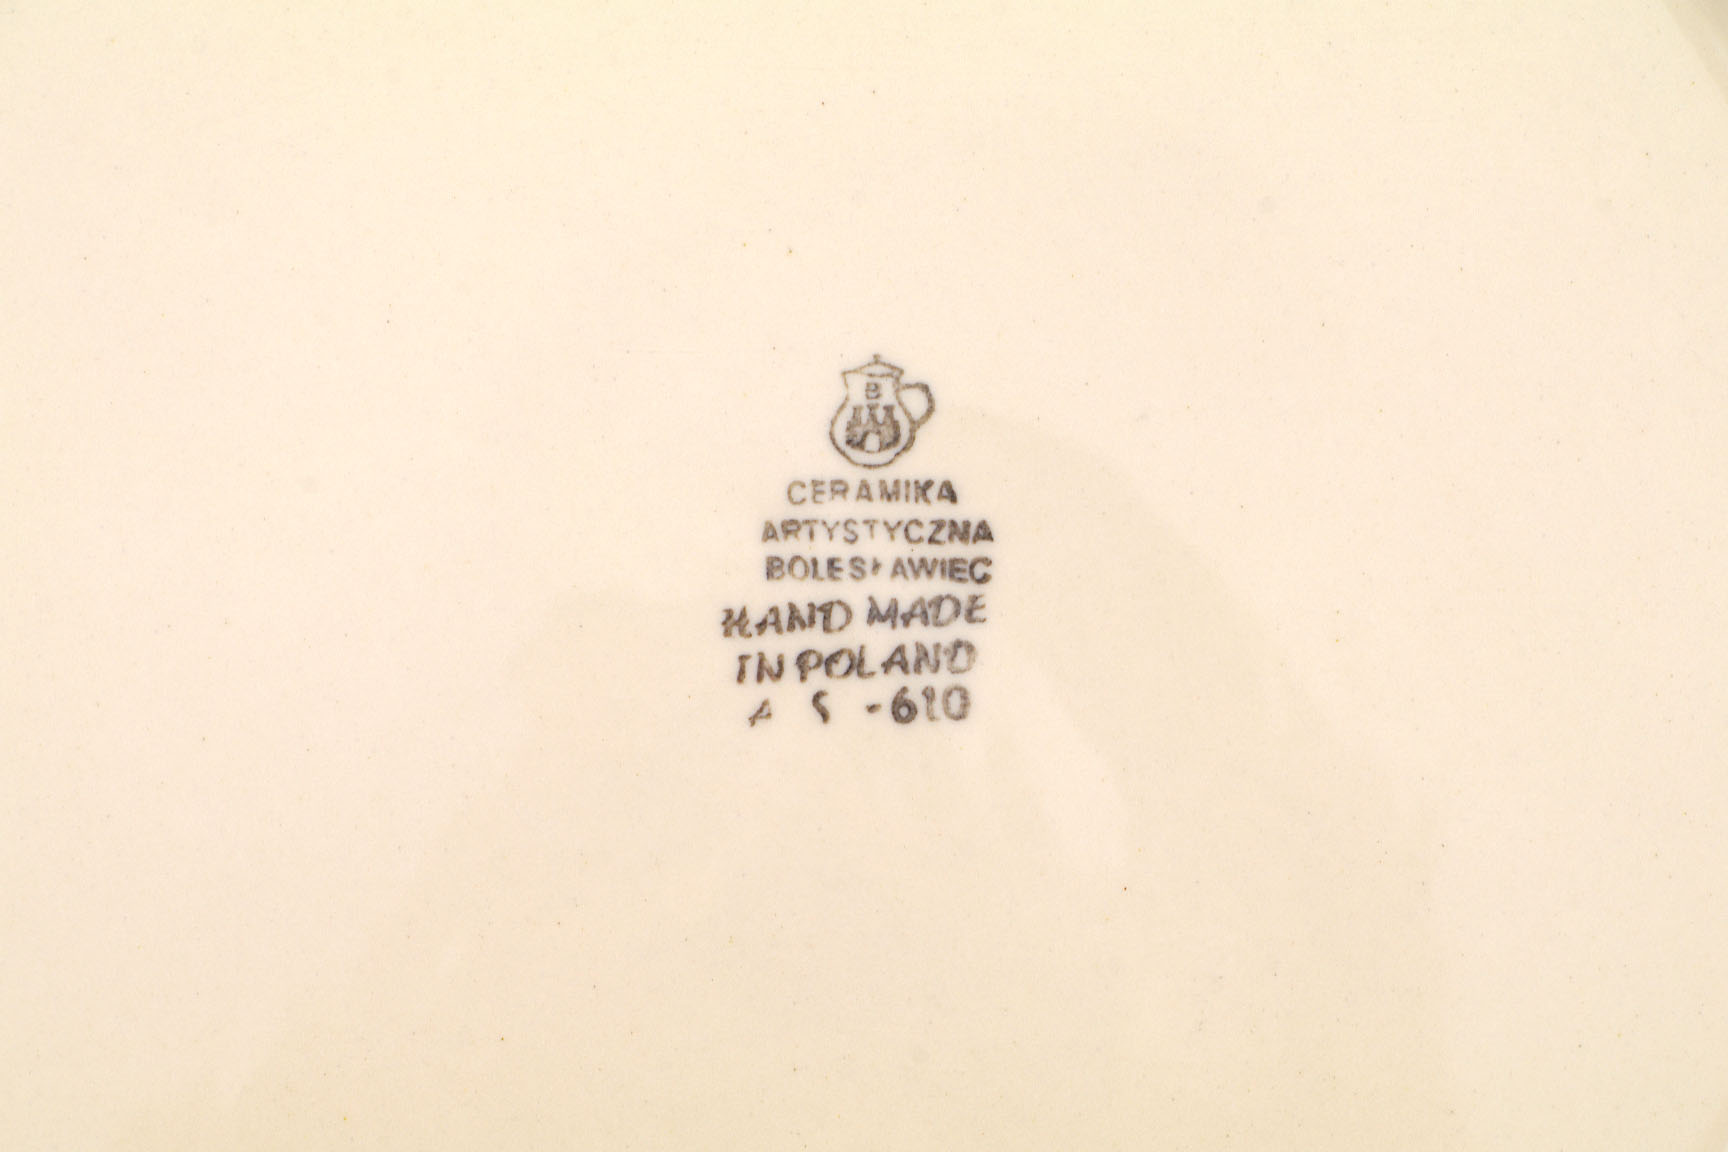 B
CERAMIKA
ARTYSTYCZNA
BOLESŁAWIEC
HAND MADE
IN POLAND
-610